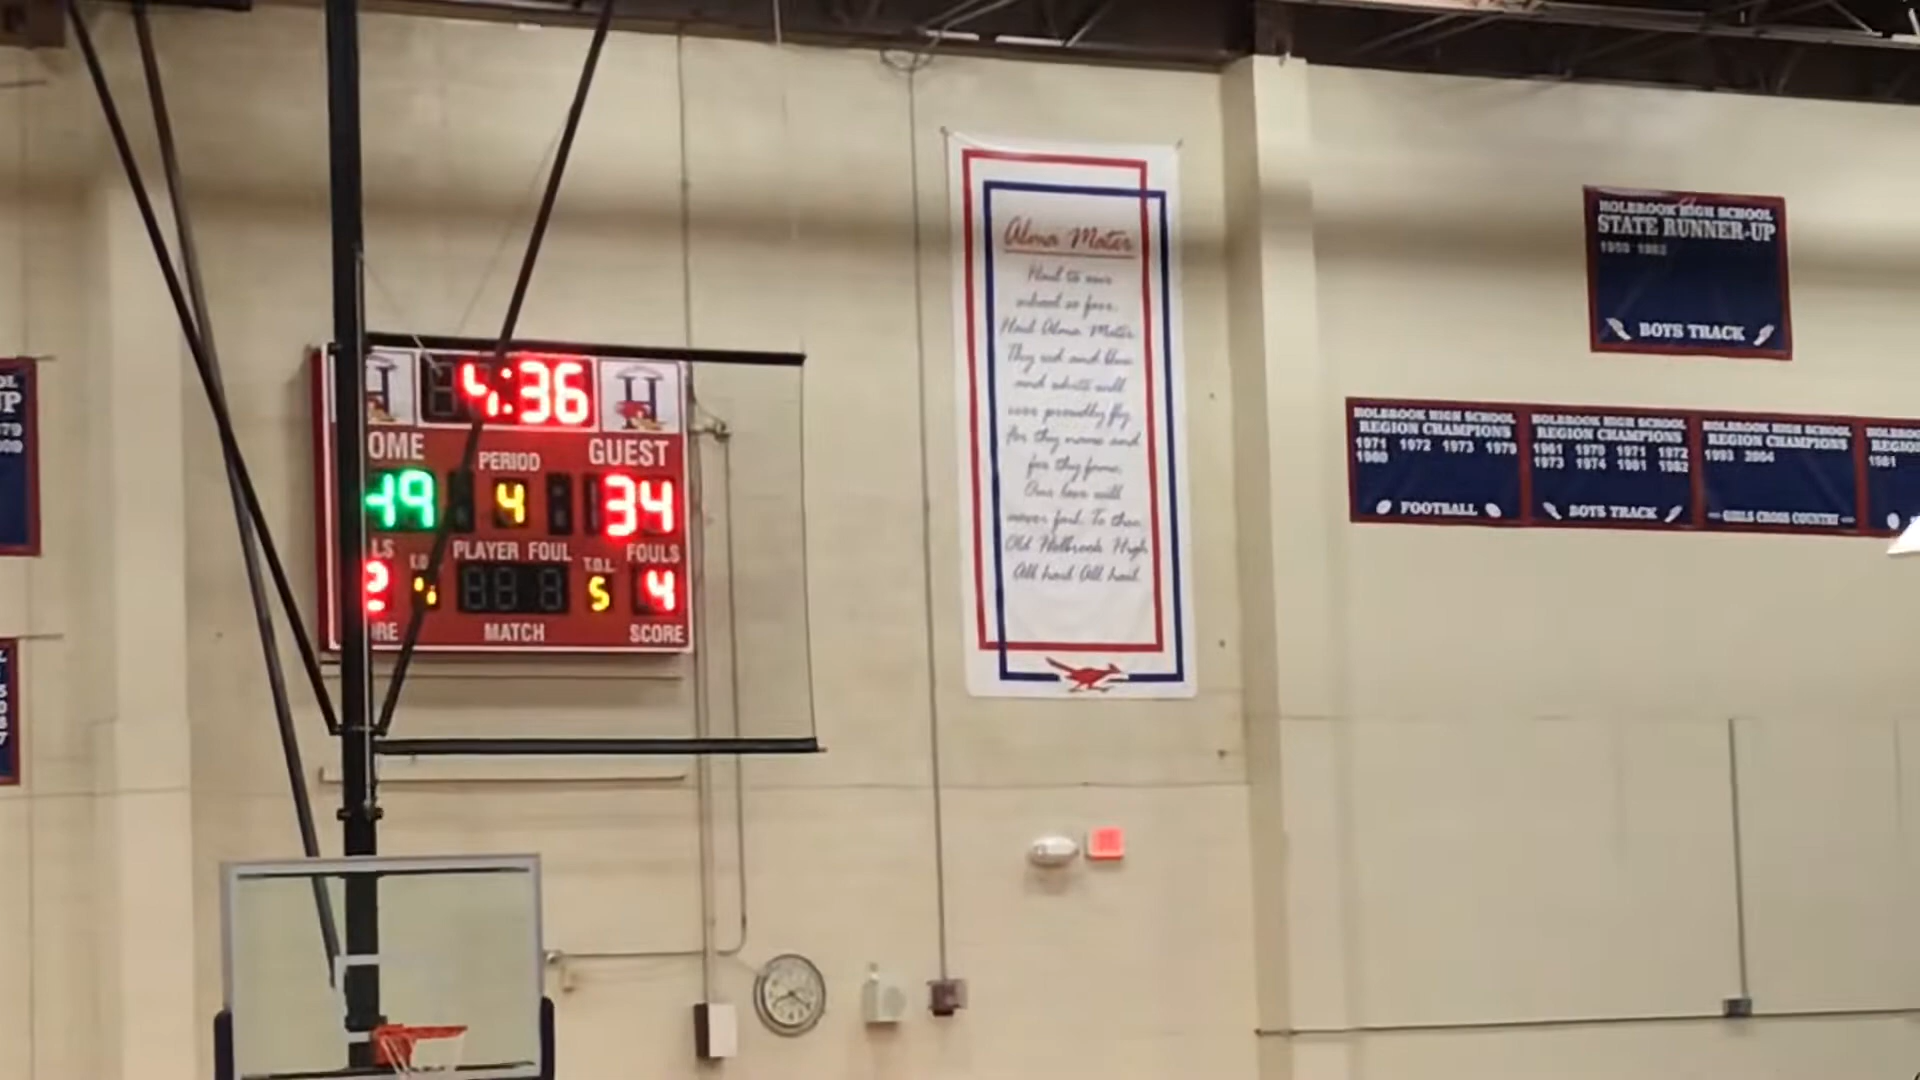 4:36
OME
GUEST
PERIOD
49
4
34
LS
T.O
PLAYER FOUL
T.O.L.
FOULS
2
5
4
RE
MATCH
SCORE
Alma Mater
Hail to our
school so fair.
Hail Alma Mater.
Thy red and blue
and white will
ever proudly fly
for thy name and
for thy fame.
Our love will
never fail. To thee
Old Holbrook High
All hail All hail
HOLBROOK HIGH SCHOOL
STATE RUNNER-UP
BOYS TRACK
HOLBROOK HIGH SCHOOL
REGION CHAMPIONS
1971 1972 1973 1979
1980
FOOTBALL
HOLBROOK HIGH SCHOOL
REGION CHAMPIONS
1961 1970 1971 1972
1973 1974 1981 1982
BOYS TRACK
HOLBROOK HIGH SCHOOL
REGION CHAMPIONS
1993 2004
GIRLS CROSS COUNTRY
HOLBRO
REGIO
1981